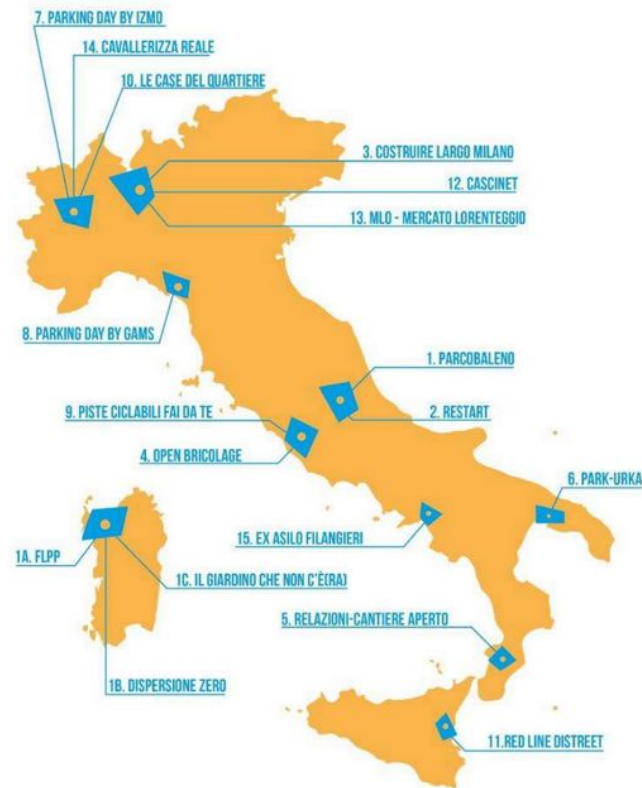 7. PARKING DAY BY IZMO
14. CAVALLERIZZA REALE
10. LE CASE DEL QUARTIERE
3. COSTRUIRE LARGO MILANO
12. CASCINET
13. MLO - MERCATO LORENTEGGIO
8. PARKING DAY BY GAMS
1. PARCOBALENO
9. PISTE CICLABILI FAI DA TE
2. RESTART
4. OPEN BRICOLAGE
6. PARK-URKA
15. EX ASILO FILANGIERI
1A. FLPP
1C. IL GIARDINO CHE NON C'È(RA)
5. RELAZIONI-CANTIERE APERTO
1B. DISPERSIONE ZERO
11.RED LINE DISTREET